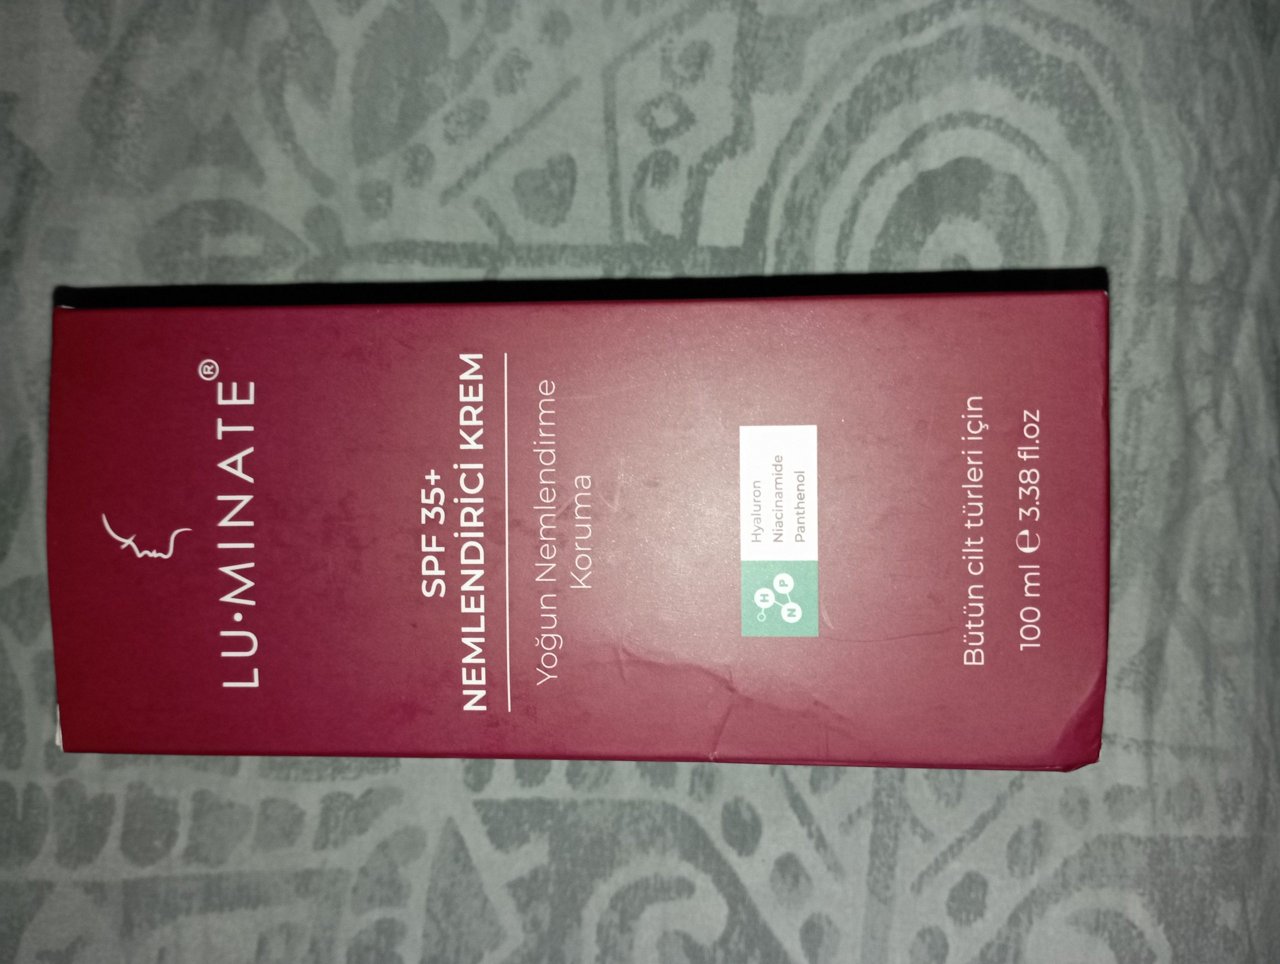 LU•MINATE®
SPF 35+
NEMLENDİRİCİ KREM
Yoğun Nemlendirme
Koruma
H
N
P
Hyaluron
Niacinamide
Panthenol
Bütün cilt türleri için
100 ml ℮ 3.38 fl.oz